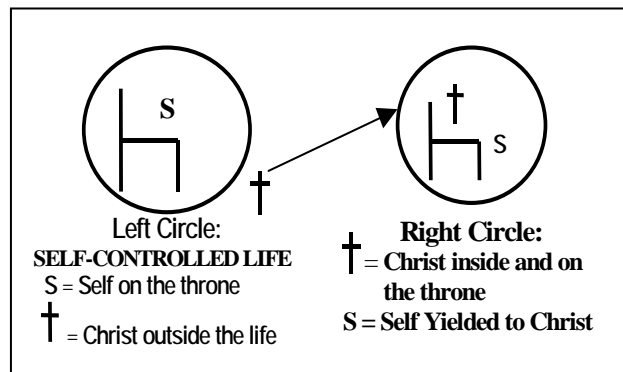 S
S
Left Circle:
SELF-CONTROLLED LIFE
S = Self on the throne
= Christ outside the life
Right Circle:
= Christ inside and on
the throne
S = Self Yielded to Christ